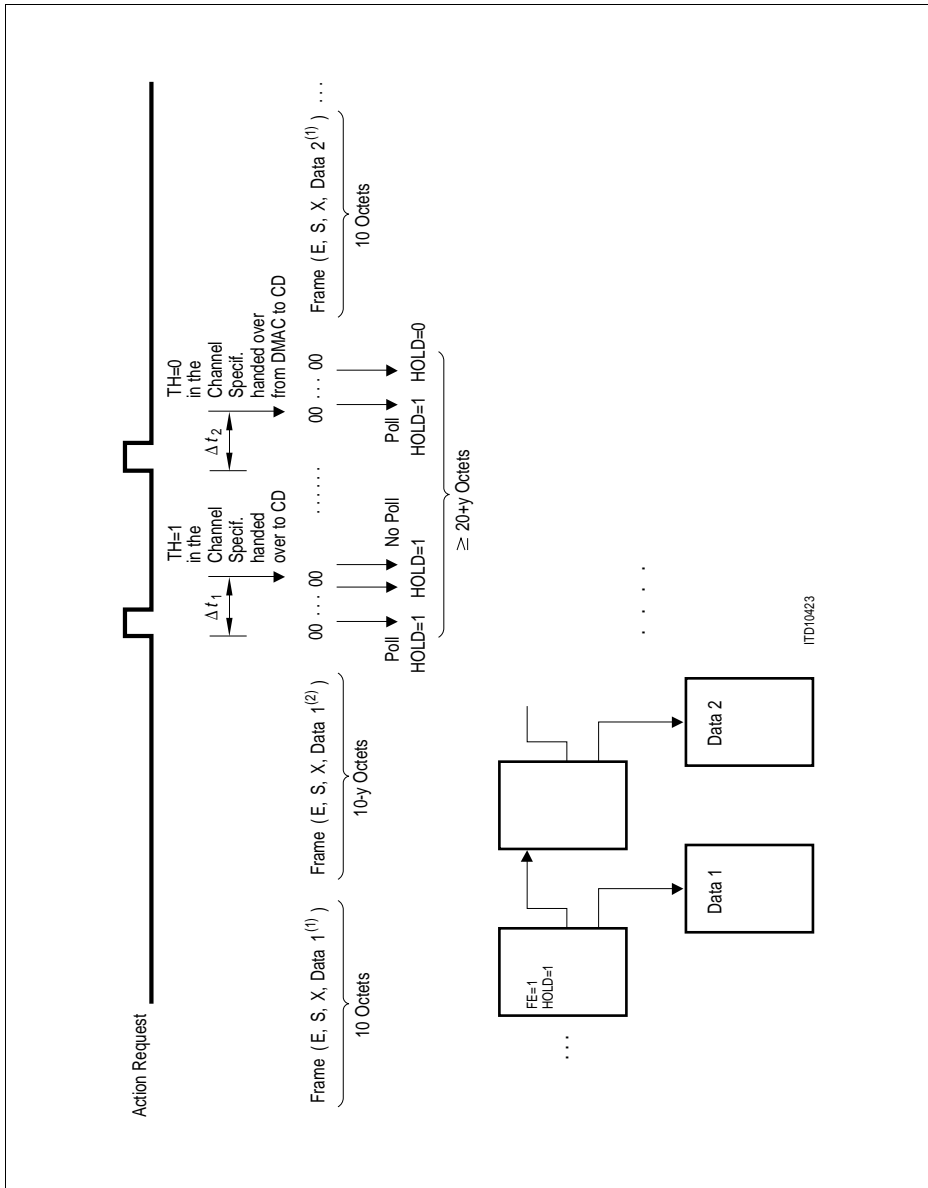 Action Request
TH=1
in the
Channel
Specif.
handed
over to CD
TH=0
in the
Channel
Specif.
handed over
from DMAC to CD
Δt₁
Δt₂
Frame ( E, S, X, Data 1⁽¹⁾ )
Frame ( E, S, X, Data 1⁽²⁾ )
00 . . . 00
. . . . . .
00 . . . 00
Frame ( E, S, X, Data 2⁽¹⁾ )
. . .
10 Octets
10-y Octets
10 Octets
Poll
HOLD=1
HOLD=1
No Poll
Poll
HOLD=1
HOLD=0
≥ 20+y Octets
. . .
FE=1
HOLD=1
. . . .
Data 1
Data 2
ITD10423